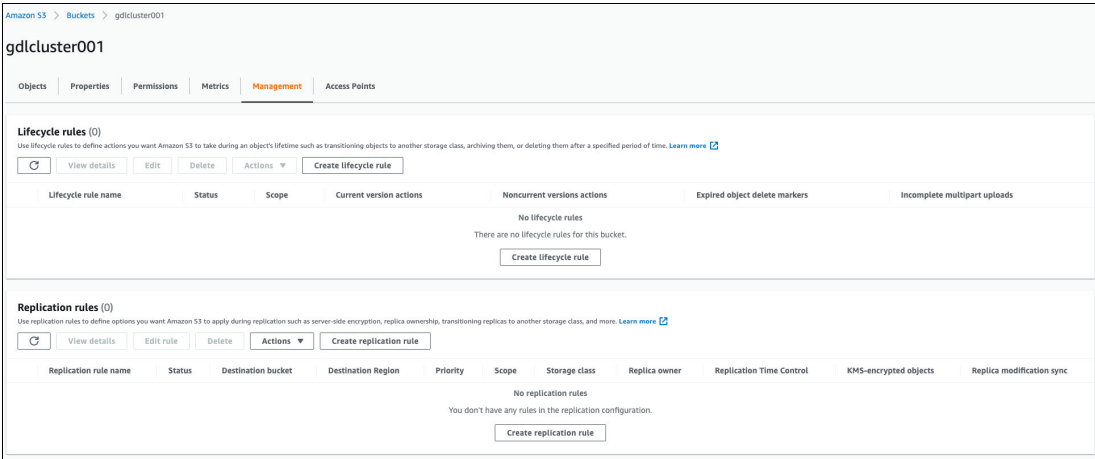 Amazon S3 > Buckets > gdlcluster001
gdlcluster001
Objects Properties Permissions Metrics Management Access Points
Lifecycle rules (0)
Use lifecycle rules to define actions you want Amazon S3 to take during an object's lifetime such as transitioning objects to another storage class, archiving them, or deleting them after a specified period of time. Learn more
View details Edit Delete Actions ▼ Create lifecycle rule
Lifecycle rule name Status Scope Current version actions Noncurrent versions actions Expired object delete markers Incomplete multipart uploads
No lifecycle rules
There are no lifecycle rules for this bucket.
Create lifecycle rule
Replication rules (0)
Use replication rules to define options you want Amazon S3 to apply during replication such as server-side encryption, replica ownership, transitioning replicas to another storage class, and more. Learn more
View details Edit rule Delete Actions ▼ Create replication rule
Replication rule name Status Destination bucket Destination Region Priority Scope Storage class Replica owner Replication Time Control KMS-encrypted objects Replica modification sync
No replication rules
You don't have any rules in the replication configuration.
Create replication rule